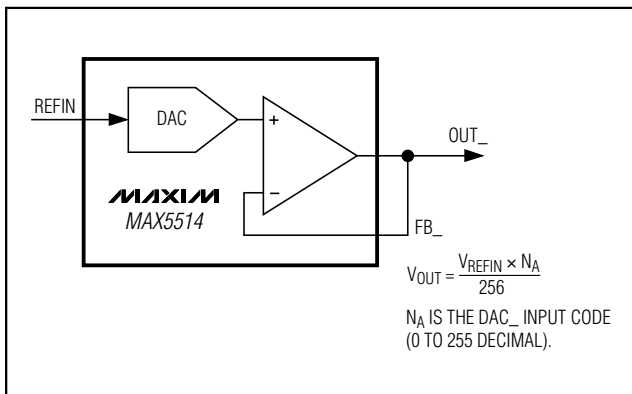 REFIN
DAC
+
−
OUT_
MAXIM
MAX5514
FB_
V_OUT = V_REFIN × N_A
256
N_A IS THE DAC_ INPUT CODE
(0 TO 255 DECIMAL).